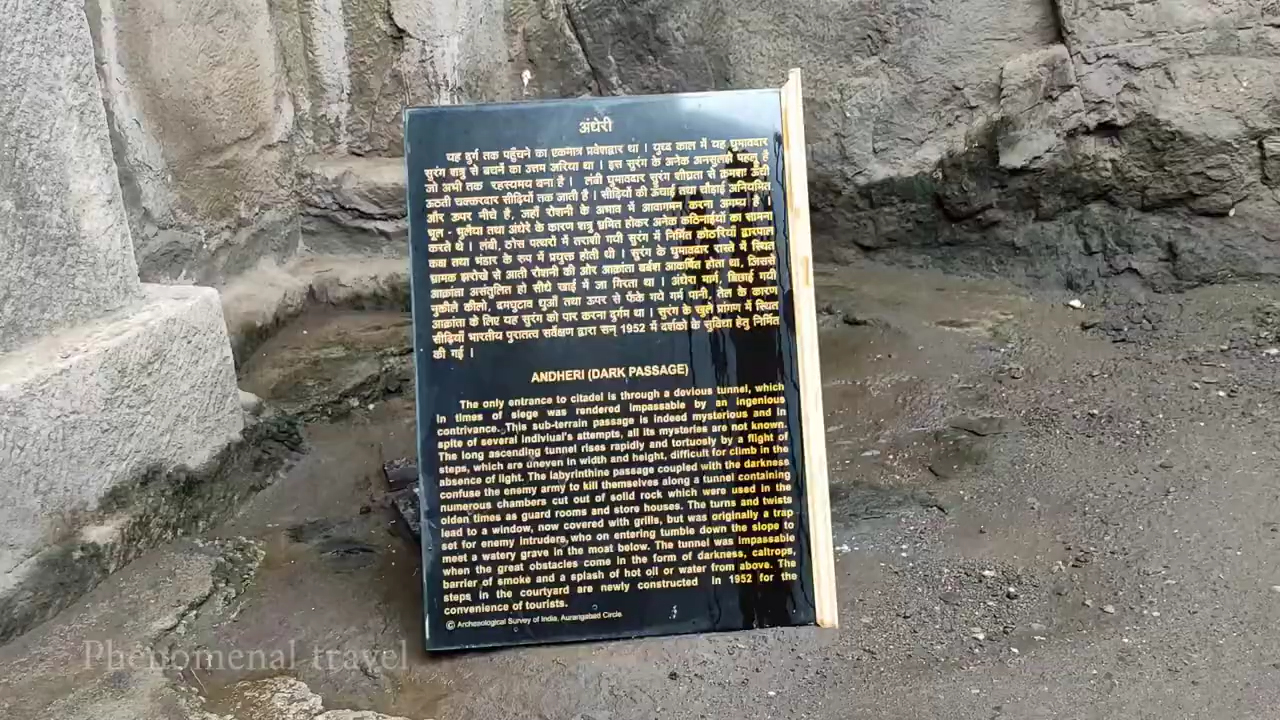 अंधेरी
यह दुर्ग तक पहुँचने का एकमात्र प्रवेशद्वार था । युध्द काल में यह घुमावदार
सुरंग शत्रु से बचने का उत्तम जरिया था । इस सुरंग के अनेक अनसुलझे पहलू है
जो अभी तक रहस्यमय बना है । लंबी घुमावदार सुरंग शीघ्रता से क्रमशः ऊँची
उठती चक्करदार सीढ़ियों तक जाती है । सीढ़ियों की ऊंचाई तथा चौड़ाई अनियमित
और ऊपर नीचे है, जहाँ रोशनी के अभाव में आवागमन करना अगम्य है ।
भूल - भुलैया तथा अंधेरे के कारण शत्रु भ्रमित होकर अनेक कठिनाईयों का सामना
करते थे । लंबी, ठोस पत्थरों में तराशी गयी सुरंग में निर्मित कोठरियाँ द्वारपाल
कक्ष तथा भंडार के रुप में प्रयुक्त होती थी । सुरंग के घुमावदार रास्ते में स्थित
भ्रामक झरोखे से आती रोशनी की और आक्रांता बर्बश आकर्षित होता था, जिससे
आक्रांता असंतुलित हो सीधे खाई में जा गिरता था । अंधेरा मार्ग, बिछाई गयी
नुकीले कीलो, दमघुटाव धुआँ तथा ऊपर से फेंके गये गर्म पानी, तेल के कारण
आक्रांता के लिए यह सुरंग को पार करना दुर्गम था । सुरंग के खुले प्रांगण में स्थित
सीढ़ियाँ भारतीय पुरातत्व सर्वेक्षण द्वारा सन् 1952 में दर्शको के सुविधा हेतु निर्मित
की गई ।
ANDHERI (DARK PASSAGE)
The only entrance to citadel is through a devious tunnel, which
in times of siege was rendered impassable by an ingenious
contrivance. This sub-terrain passage is indeed mysterious and in
spite of several indiviual's attempts, all its mysteries are not known.
The long ascending tunnel rises rapidly and tortuosly by a flight of
steps, which are uneven in width and height, difficult for climb in the
absence of light. The labyrinthine passage coupled with the darkness
confuse the enemy army to kill themselves along a tunnel containing
numerous chambers cut out of solid rock which were used in the
olden times as guard rooms and store houses. The turns and twists
lead to a window, now covered with grills, but was originally a trap
set for enemy intruders, who on entering tumble down the slope to
meet a watery grave in the moat below. The tunnel was impassable
when the great obstacles come in the form of darkness, caltrops,
barrier of smoke and a splash of hot oil or water from above. The
steps in the courtyard are newly constructed in 1952 for the
convenience of tourists.
© Archeaological Survey of India, Aurangabad Circle
Phenomenal travel